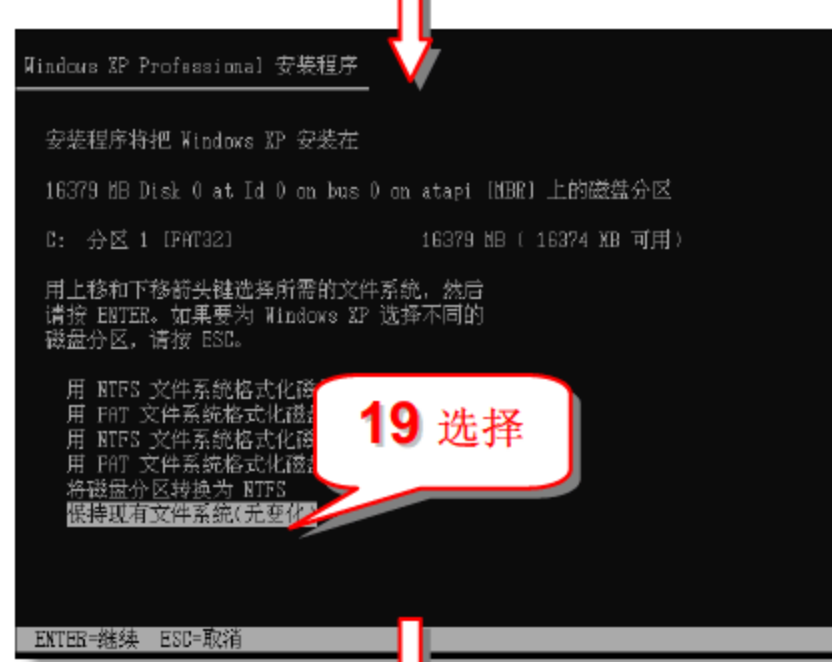 Windows XP Professional 安装程序
安装程序将把 Windows XP 安装在
16379 MB Disk 0 at Id 0 on bus 0 on atapi [MBR] 上的磁盘分区
C: 分区 1 [FAT32] 16379 MB ( 16374 MB 可用)
用上移和下移箭头键选择所需的文件系统，然后
请按 ENTER。如果要为 Windows XP 选择不同的
磁盘分区，请按 ESC。
用 NTFS 文件系统格式化磁
用 FAT 文件系统格式化磁
用 NTFS 文件系统格式化磁
用 FAT 文件系统格式化磁
将磁盘分区转换为 NTFS
保持现有文件系统(无变化)
19 选择
ENTER=继续 ESC=取消